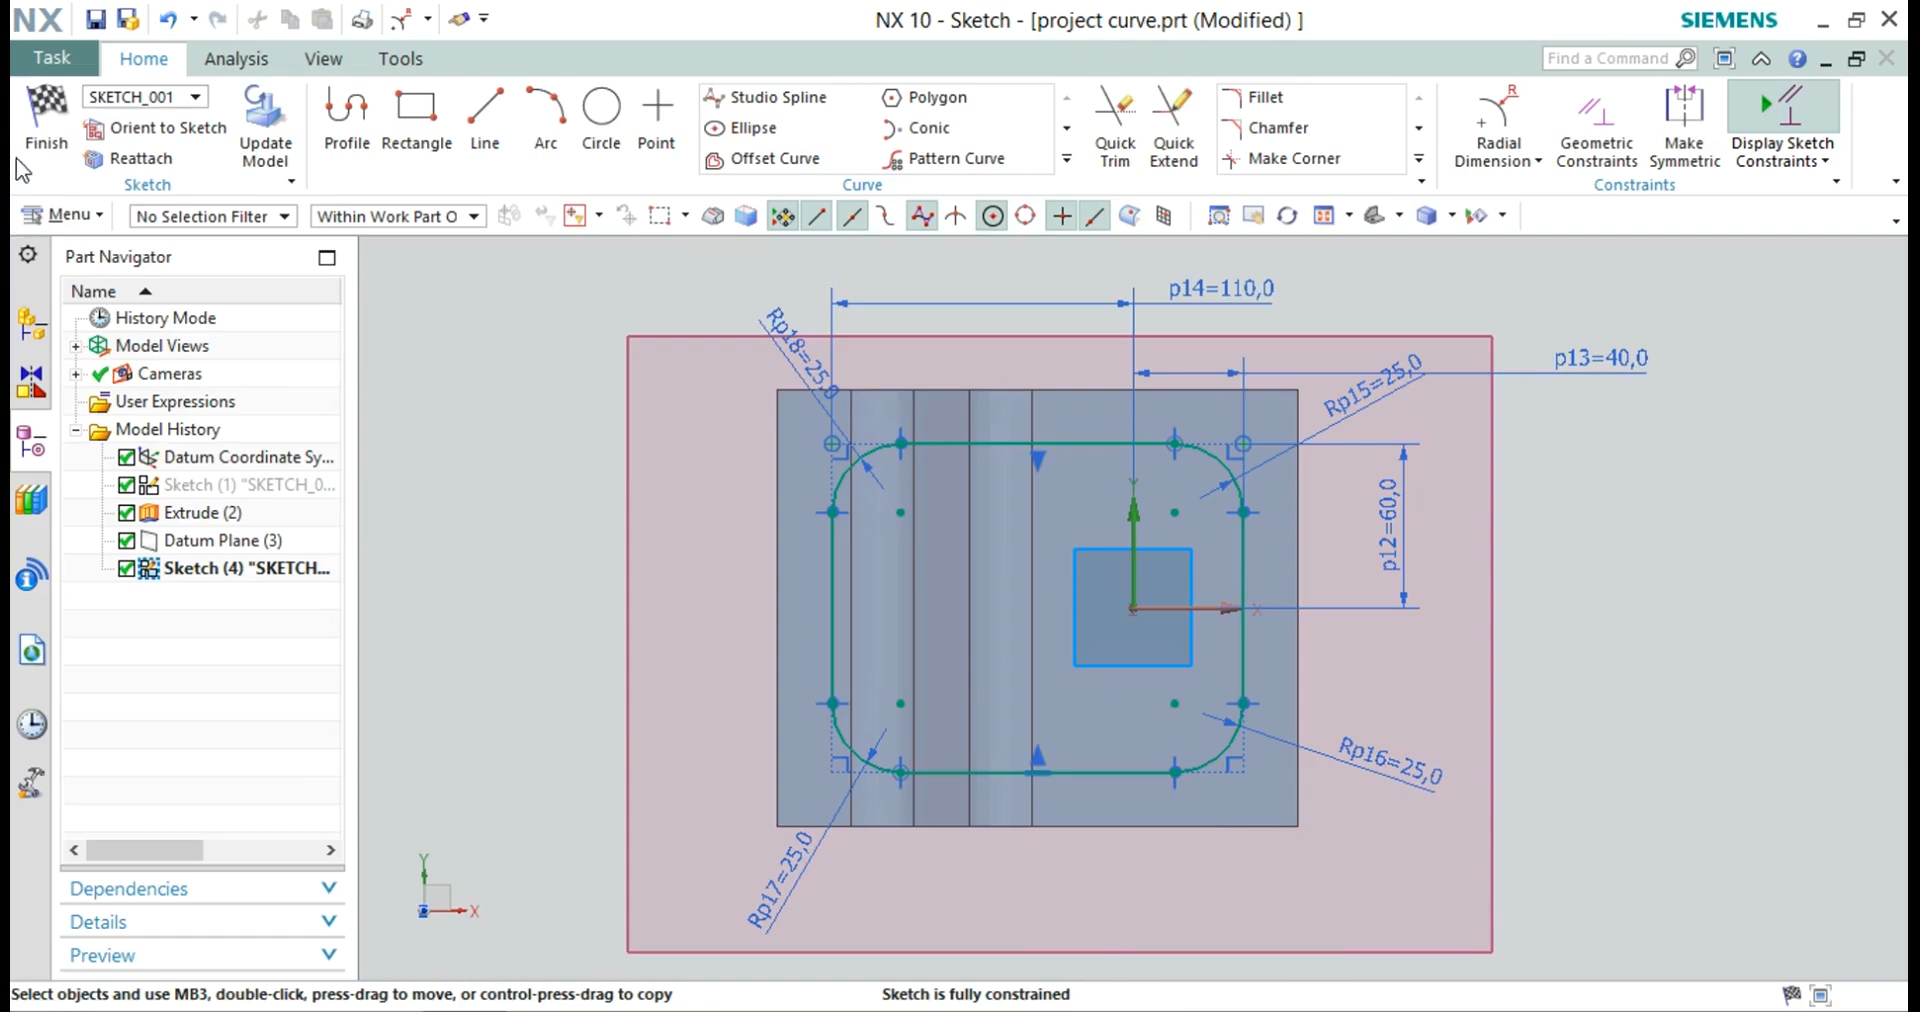 NX
NX 10 - Sketch - [project curve.prt (Modified) ]
SIEMENS
Task
Home
Analysis
View
Tools
Find a Command
Finish
SKETCH_001
Orient to Sketch
Reattach
Update Model
Sketch
Profile
Rectangle
Line
Arc
Circle
Point
Studio Spline
Ellipse
Offset Curve
Polygon
Conic
Pattern Curve
Quick Trim
Quick Extend
Fillet
Chamfer
Make Corner
Curve
Radial Dimension
Geometric Constraints
Make Symmetric
Display Sketch Constraints
Constraints
Menu
No Selection Filter
Within Work Part O
Part Navigator
Name
History Mode
Model Views
Cameras
User Expressions
Model History
Datum Coordinate Sy...
Sketch (1) "SKETCH_0...
Extrude (2)
Datum Plane (3)
Sketch (4) "SKETCH...
Dependencies
Details
Preview
p14=110,0
p13=40,0
Rp18=25,0
Rp15=25,0
p12=60,0
Y
X
Rp16=25,0
Rp17=25,0
Y
X
Select objects and use MB3, double-click, press-drag to move, or control-press-drag to copy
Sketch is fully constrained